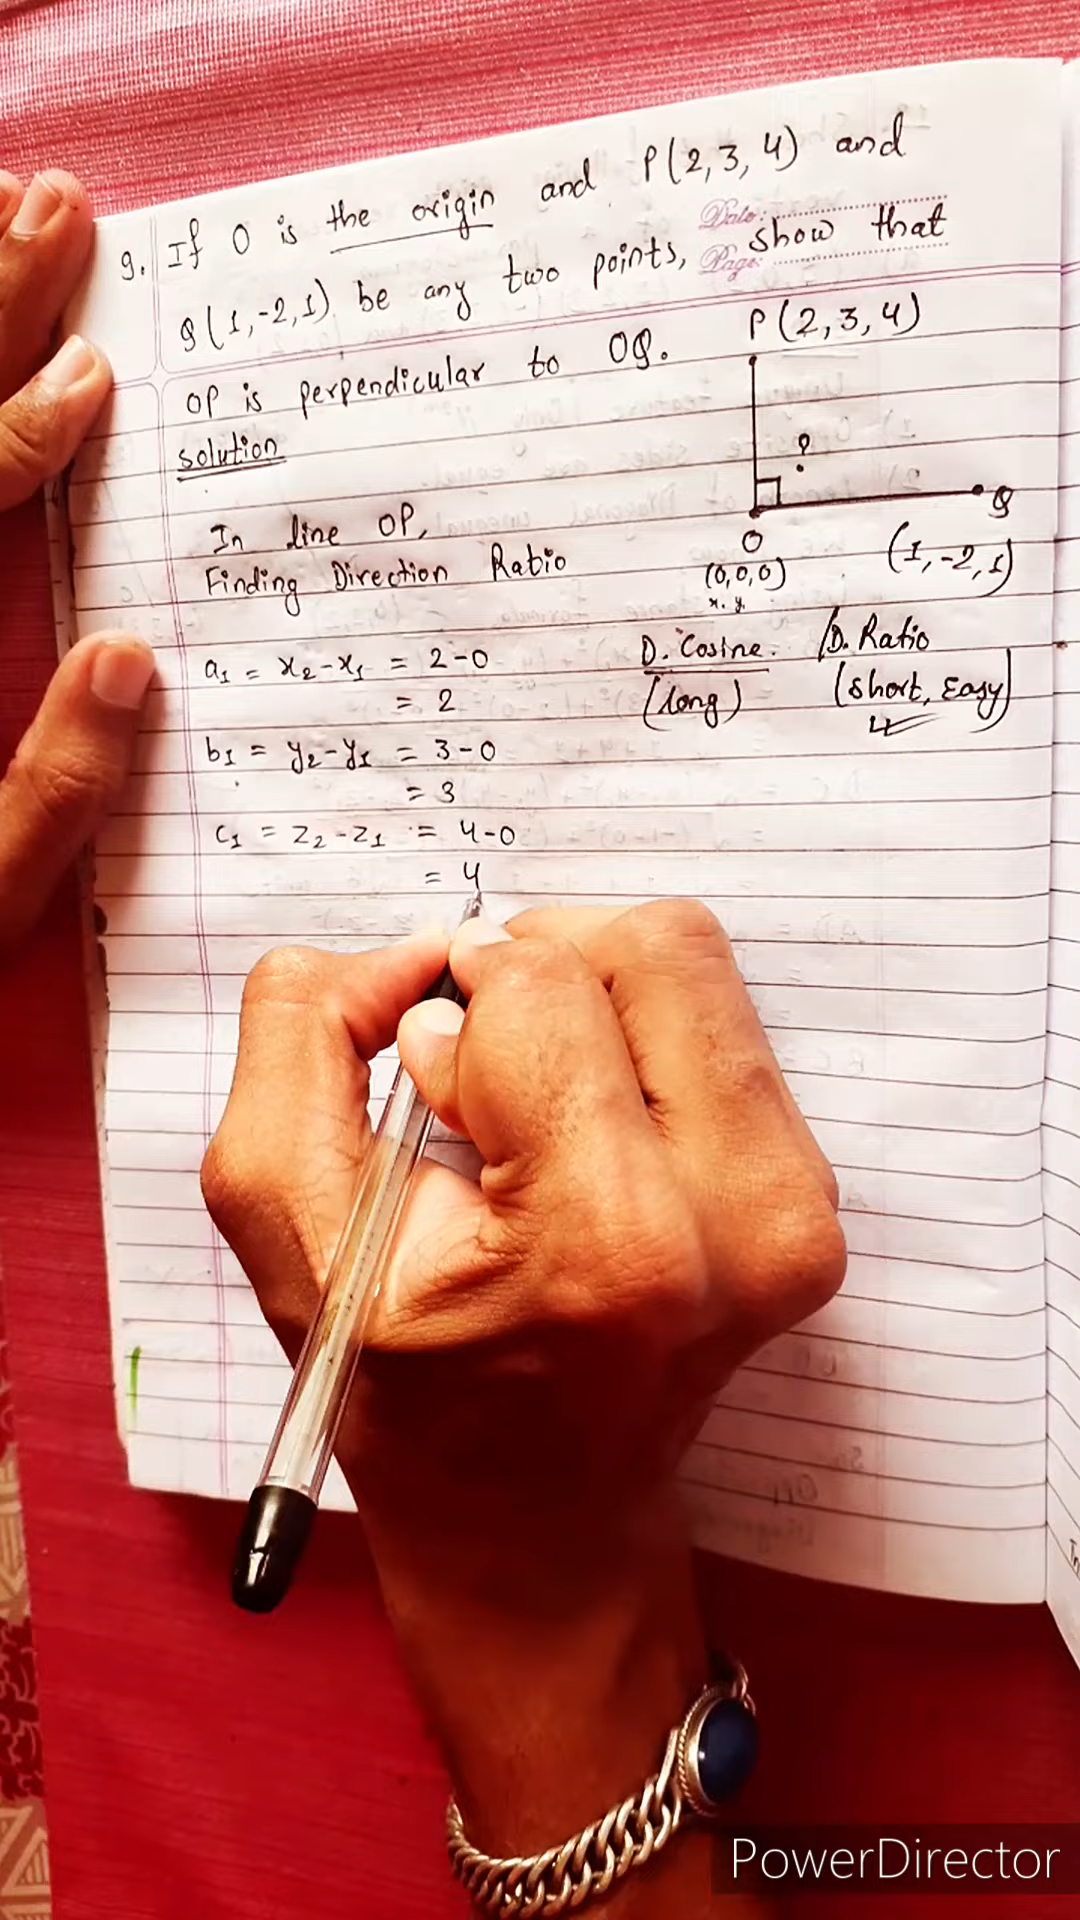 9. If O is the origin and P(2,3,4) and
Date:
Q(1,-2,1) be any two points, show that
Page:
OP is perpendicular to OQ.
P(2,3,4)
solution
?
Q
O
(0,0,0)
x. y.
(1,-2,1)
In line OP,
Finding Direction Ratio
D. Cosine. /D. Ratio
(long) (short, Easy)
a1 = x2-x1 = 2-0
= 2
b1 = y2-y1 = 3-0
= 3
c1 = z2-z1 = 4-0
= 4
PowerDirector